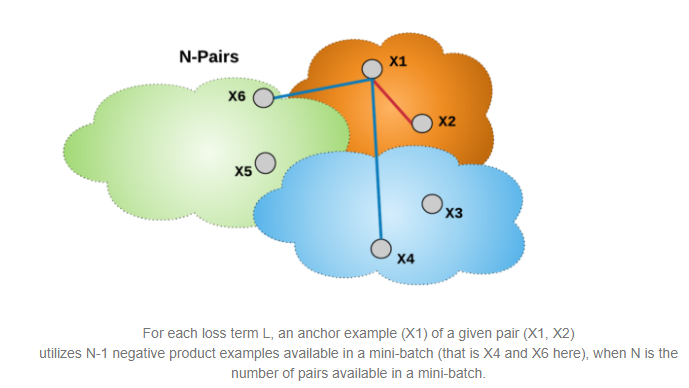 N-Pairs
X1
X6
X2
X5
X3
X4
For each loss term L, an anchor example (X1) of a given pair (X1, X2)
utilizes N-1 negative product examples available in a mini-batch (that is X4 and X6 here), when N is the
number of pairs available in a mini-batch.